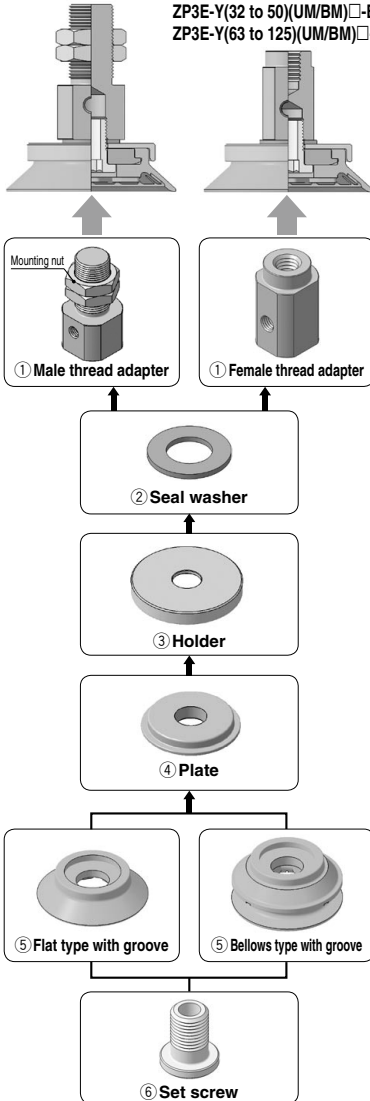 ZP3E-Y(32 to 50)(UM/BM)□-
ZP3E-Y(63 to 125)(UM/BM)□
Mounting nut
① Male thread adapter
① Female thread adapter
② Seal washer
③ Holder
④ Plate
⑤ Flat type with groove
⑤ Bellows type with groove
⑥ Set screw